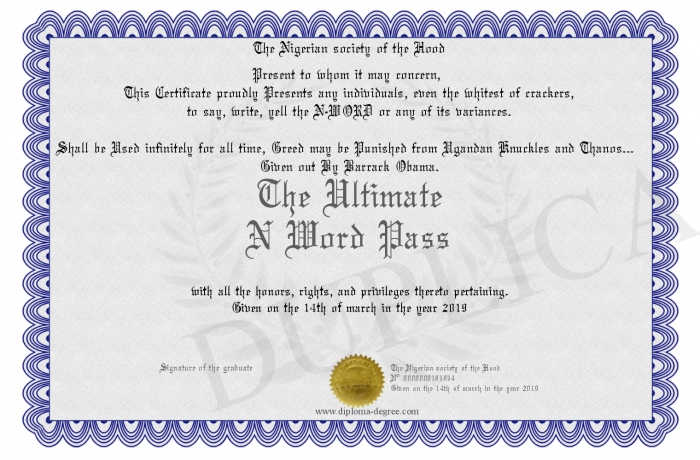 The Nigerian society of the Hood
Present to whom it may concern,
This Certificate proudly Presents any individuals, even the whitest of crackers,
to say, write, yell the N-WORD or any of its variances.
Shall be Used infinitely for all time, Greed may be Punished from Ugandan Knuckles and Thanos...
Given out By Barrack Obama.
The Ultimate
N Word Pass
with all the honors, rights, and privileges thereto pertaining.
Given on the 14th of march in the year 2019
DUPLICA
Signature of the graduate
The Nigerian society of the Hood
Given on the 14th of march in the year 2019
www.diploma-degree.com